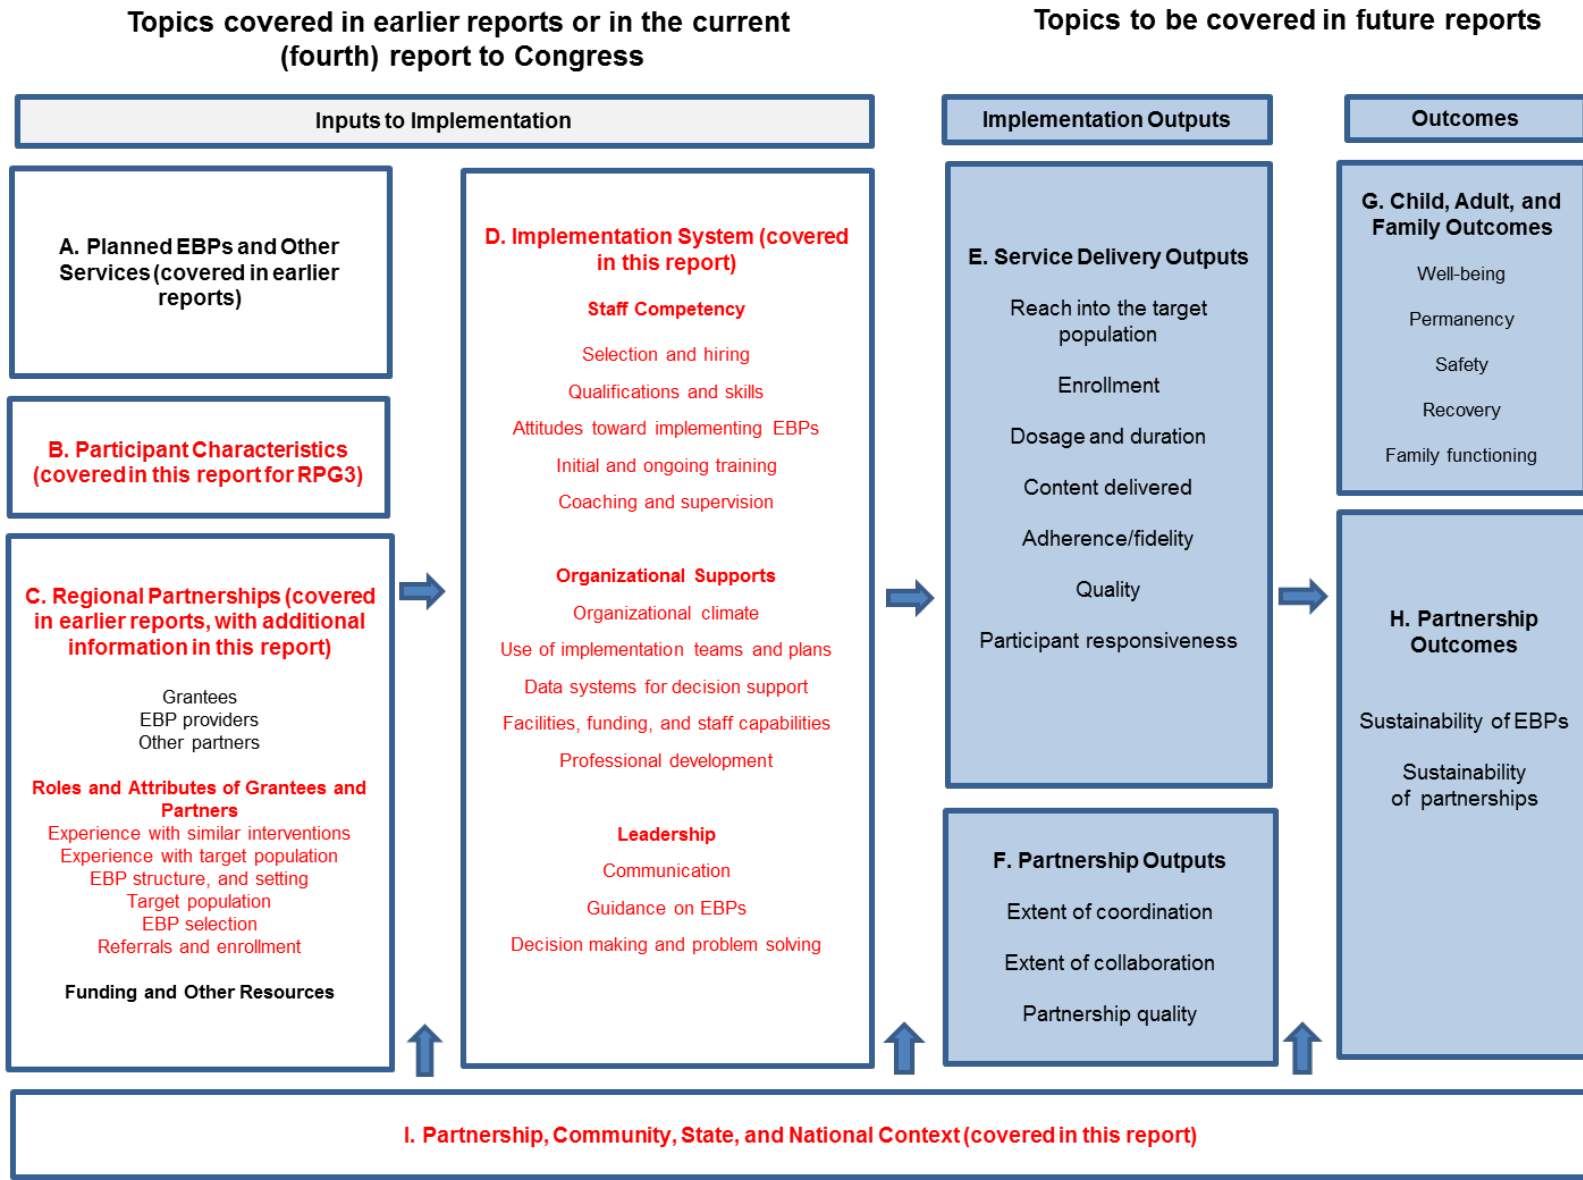 Topics covered in earlier reports or in the current
(fourth) report to Congress
Topics to be covered in future reports
Inputs to Implementation
Implementation Outputs
Outcomes
A. Planned EBPs and Other
Services (covered in earlier
reports)
B. Participant Characteristics
(covered in this report for RPG3)
C. Regional Partnerships (covered
in earlier reports, with additional
information in this report)
Grantees
EBP providers
Other partners
Roles and Attributes of Grantees and
Partners
Experience with similar interventions
Experience with target population
EBP structure, and setting
Target population
EBP selection
Referrals and enrollment
Funding and Other Resources
D. Implementation System (covered
in this report)
Staff Competency
Selection and hiring
Qualifications and skills
Attitudes toward implementing EBPs
Initial and ongoing training
Coaching and supervision
Organizational Supports
Organizational climate
Use of implementation teams and plans
Data systems for decision support
Facilities, funding, and staff capabilities
Professional development
Leadership
Communication
Guidance on EBPs
Decision making and problem solving
E. Service Delivery Outputs
Reach into the target
population
Enrollment
Dosage and duration
Content delivered
Adherence/fidelity
Quality
Participant responsiveness
F. Partnership Outputs
Extent of coordination
Extent of collaboration
Partnership quality
G. Child, Adult, and
Family Outcomes
Well-being
Permanency
Safety
Recovery
Family functioning
H. Partnership
Outcomes
Sustainability of EBPs
Sustainability
of partnerships
I. Partnership, Community, State, and National Context (covered in this report)